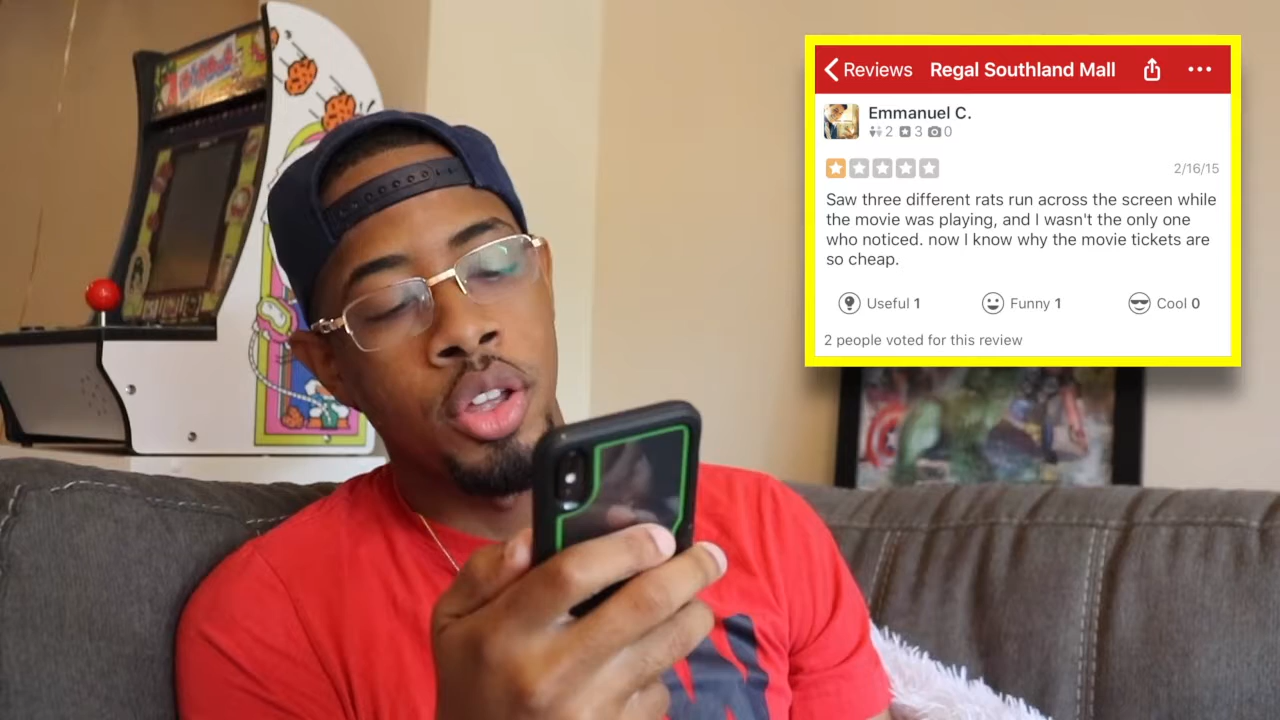 Reviews Regal Southland Mall
Emmanuel C.
2 3 0
2/16/15
Saw three different rats run across the screen while
the movie was playing, and I wasn't the only one
who noticed. now I know why the movie tickets are
so cheap.
Useful 1 Funny 1 Cool 0
2 people voted for this review